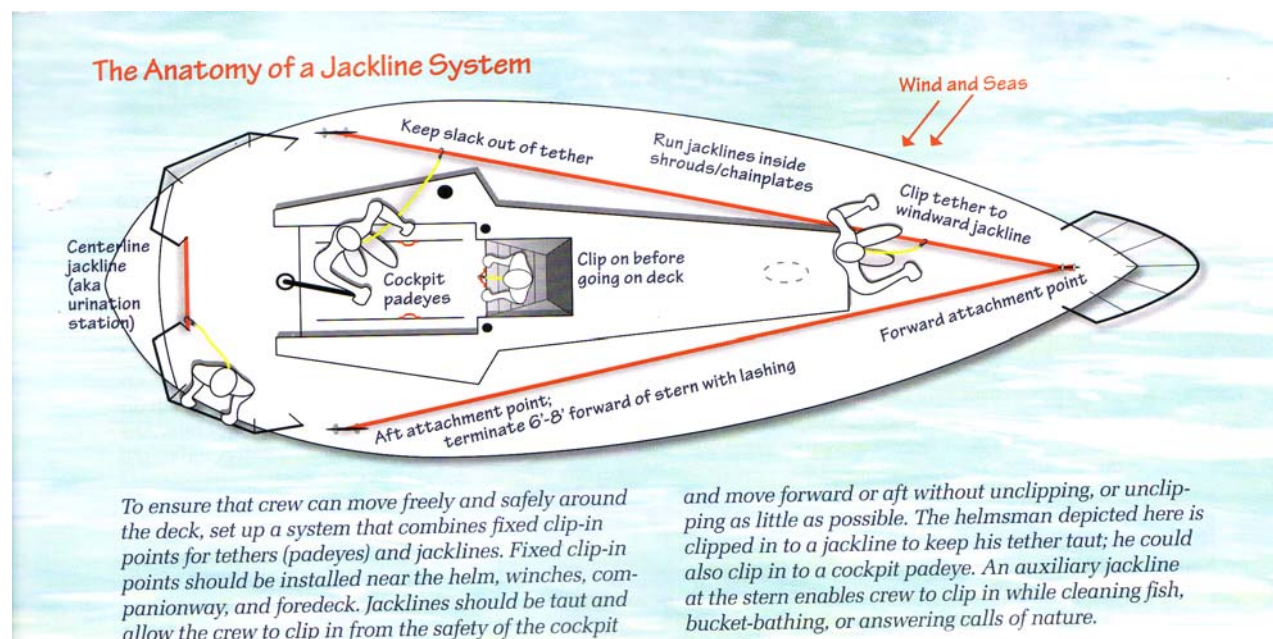 The Anatomy of a Jackline System
Wind and Seas
Keep slack out of tether
Run jacklines inside
shrouds/chainplates
Clip tether to
windward jackline
Centerline
jackline
(aka
urination
station)
Cockpit
padeyes
Clip on before
going on deck
Forward attachment point
Aft attachment point;
terminate 6'-8' forward of stern with lashing
To ensure that crew can move freely and safely around
the deck, set up a system that combines fixed clip-in
points for tethers (padeyes) and jacklines. Fixed clip-in
points should be installed near the helm, winches, com-
panionway, and foredeck. Jacklines should be taut and
allow the crew to clip in from the safety of the cockpit
and move forward or aft without unclipping, or unclip-
ping as little as possible. The helmsman depicted here is
clipped in to a jackline to keep his tether taut; he could
also clip in to a cockpit padeye. An auxiliary jackline
at the stern enables crew to clip in while cleaning fish,
bucket-bathing, or answering calls of nature.